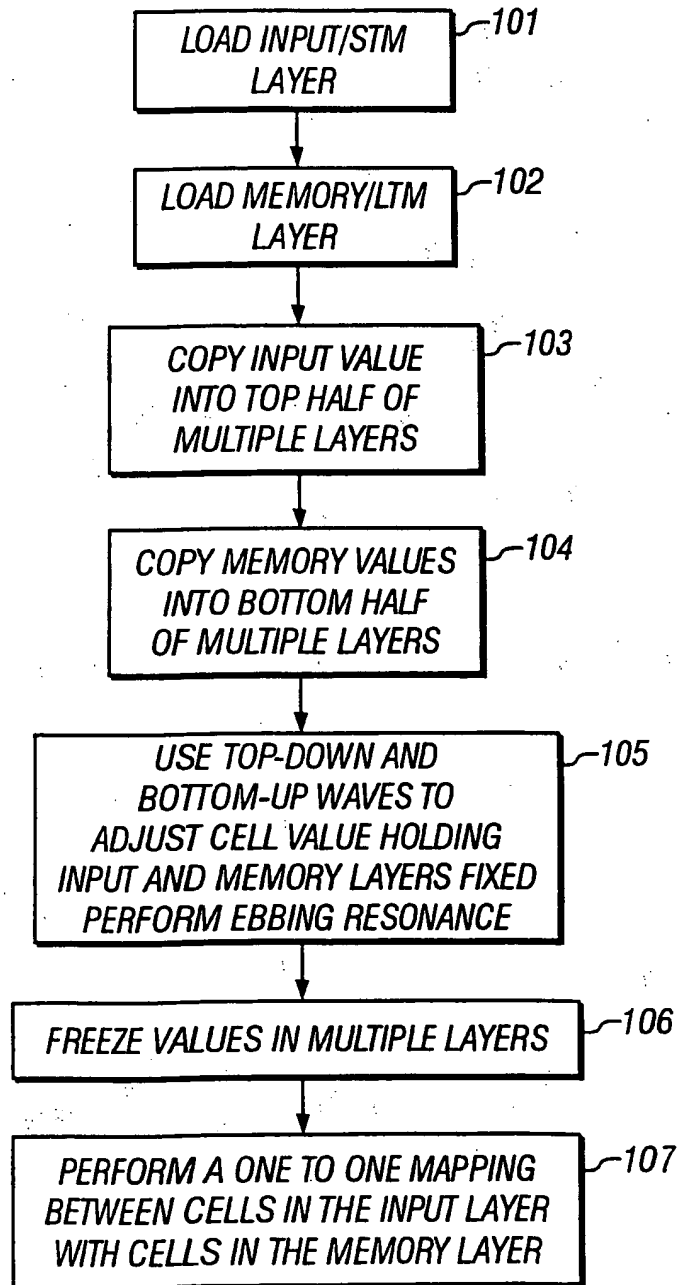 LOAD INPUT/STM
LAYER
101
LOAD MEMORY/LTM
LAYER
102
COPY INPUT VALUE
INTO TOP HALF OF
MULTIPLE LAYERS
103
COPY MEMORY VALUES
INTO BOTTOM HALF
OF MULTIPLE LAYERS
104
USE TOP-DOWN AND
BOTTOM-UP WAVES TO
ADJUST CELL VALUE HOLDING
INPUT AND MEMORY LAYERS FIXED
PERFORM EBBING RESONANCE
105
FREEZE VALUES IN MULTIPLE LAYERS
106
PERFORM A ONE TO ONE MAPPING
BETWEEN CELLS IN THE INPUT LAYER
WITH CELLS IN THE MEMORY LAYER
107